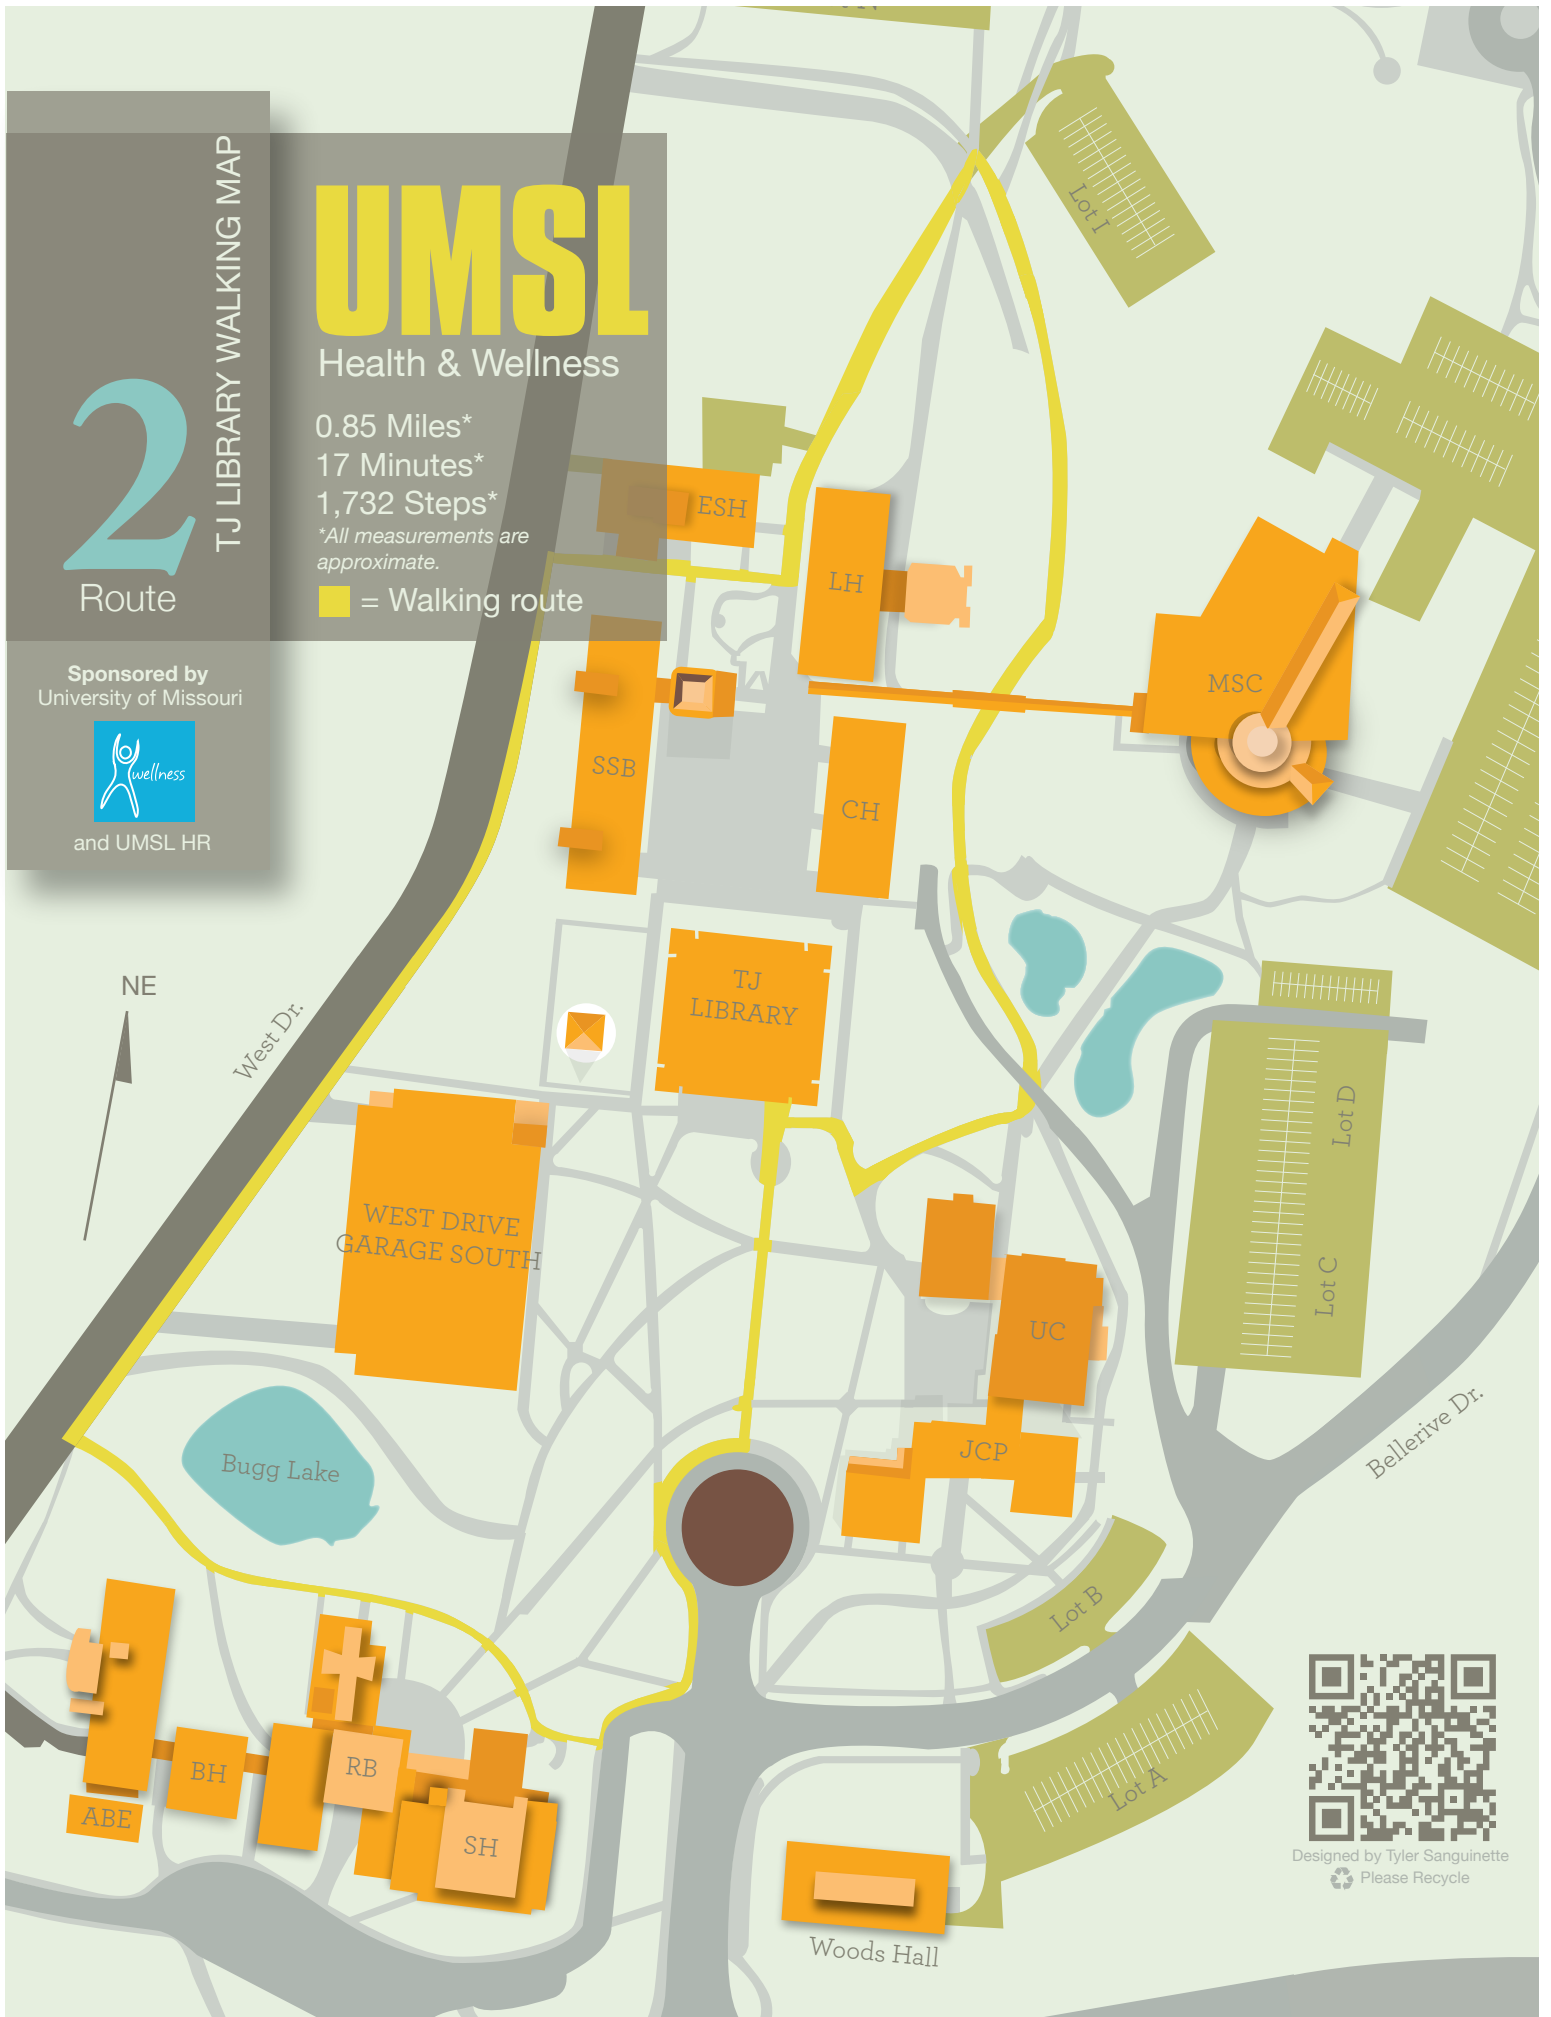 TJ LIBRARY WALKING MAP
2
Route
UMSL
Health & Wellness
0.85 Miles*
17 Minutes*
1,732 Steps*
*All measurements are
approximate.
= Walking route
Sponsored by
University of Missouri
wellness
and UMSL HR
NE
West Dr.
Lot I
ESH
LH
MSC
SSB
CH
TJ
LIBRARY
WEST DRIVE
GARAGE SOUTH
Lot D
Lot C
UC
JCP
Bellerive Dr.
Bugg Lake
Lot B
Lot A
BH
RB
ABE
SH
Woods Hall
Designed by Tyler Sanguinette
Please Recycle